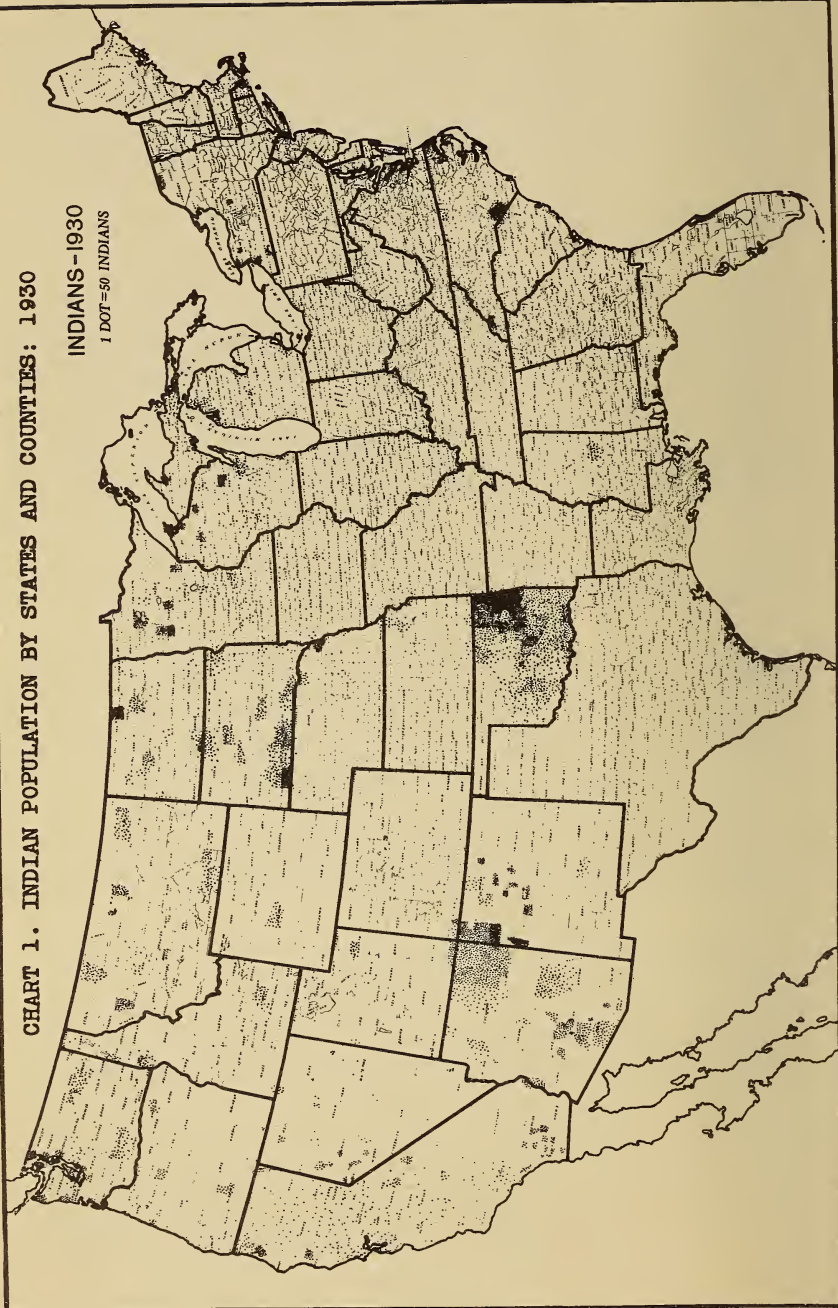 CHART 1. INDIAN POPULATION BY STATES AND COUNTIES: 1930
INDIANS-1930
1 DOT=50 INDIANS